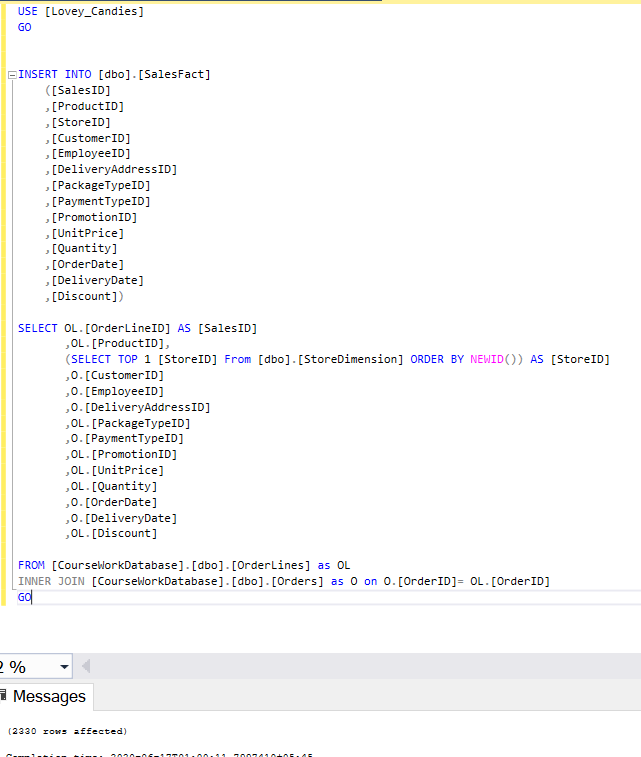 USE [Lovey_Candies]
GO
INSERT INTO [dbo].[SalesFact]
([SalesID]
,[ProductID]
,[StoreID]
,[CustomerID]
,[EmployeeID]
,[DeliveryAddressID]
,[PackageTypeID]
,[PaymentTypeID]
,[PromotionID]
,[UnitPrice]
,[Quantity]
,[OrderDate]
,[DeliveryDate]
,[Discount])
SELECT OL.[OrderLineID] AS [SalesID]
,OL.[ProductID],
(SELECT TOP 1 [StoreID] From [dbo].[StoreDimension] ORDER BY NEWID()) AS [StoreID]
,O.[CustomerID]
,O.[EmployeeID]
,O.[DeliveryAddressID]
,OL.[PackageTypeID]
,O.[PaymentTypeID]
,OL.[PromotionID]
,OL.[UnitPrice]
,OL.[Quantity]
,O.[OrderDate]
,O.[DeliveryDate]
,OL.[Discount]
FROM [CourseWorkDatabase].[dbo].[OrderLines] as OL
INNER JOIN [CourseWorkDatabase].[dbo].[Orders] as O on O.[OrderID]= OL.[OrderID]
GO
2 %
Messages
(2330 rows affected)